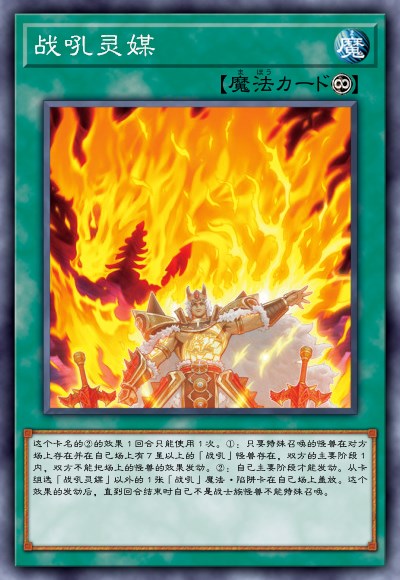 战吼灵媒
魔
まほう
【魔法カード】
这个卡名的②的效果1回合只能使用1次。①：只要特殊召唤的怪兽在对方
场上存在并在自己场上有7星以上的「战吼」怪兽存在，双方的主要阶段1
内，双方不能把场上的怪兽的效果发动。②：自己主要阶段才能发动。从卡
组选「战吼灵媒」以外的1张「战吼」魔法·陷阱卡在自己场上盖放。这个
效果的发动后，直到回合结束时自己不是战士族怪兽不能特殊召唤。